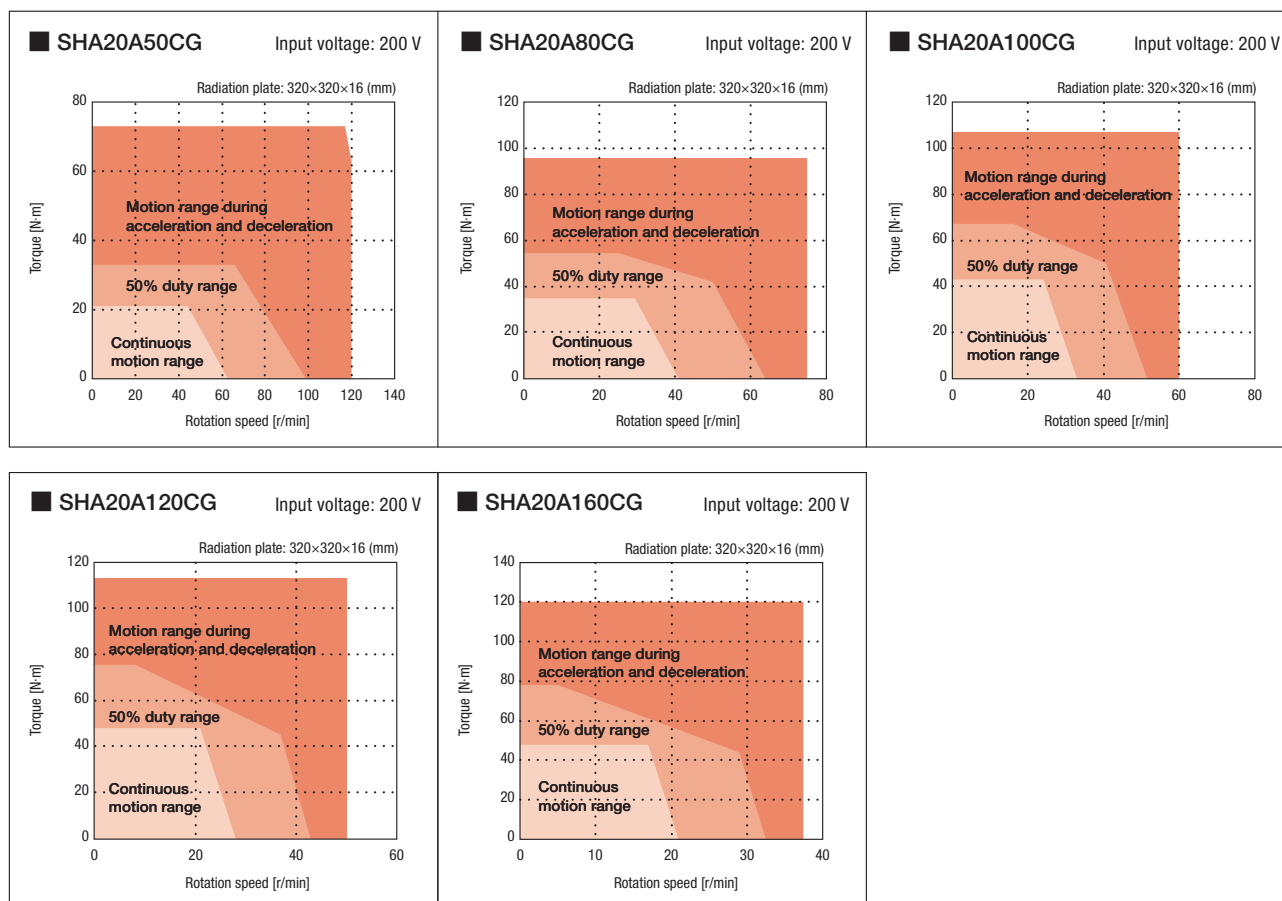 ■ SHA20A50CG Input voltage: 200 V
Radiation plate: 320×320×16 (mm)
80
60
40
20
0
Torque [N·m]
Motion range during
acceleration and deceleration
50% duty range
Continuous
motion range
0 20 40 60 80 100 120 140
Rotation speed [r/min]
■ SHA20A80CG Input voltage: 200 V
Radiation plate: 320×320×16 (mm)
120
100
80
60
40
20
0
Torque [N·m]
Motion range during
acceleration and deceleration
50% duty range
Continuous
motion range
0 20 40 60 80
Rotation speed [r/min]
■ SHA20A100CG Input voltage: 200 V
Radiation plate: 320×320×16 (mm)
120
100
80
60
40
20
0
Torque [N·m]
Motion range during
acceleration and deceleration
50% duty range
Continuous
motion range
0 20 40 60 80
Rotation speed [r/min]
■ SHA20A120CG Input voltage: 200 V
Radiation plate: 320×320×16 (mm)
120
100
80
60
40
20
0
Torque [N·m]
Motion range during
acceleration and deceleration
50% duty range
Continuous
motion range
0 20 40 60
Rotation speed [r/min]
■ SHA20A160CG Input voltage: 200 V
Radiation plate: 320×320×16 (mm)
140
120
100
80
60
40
20
0
Torque [N·m]
Motion range during
acceleration and deceleration
50% duty range
Continuous
motion range
0 10 20 30 40
Rotation speed [r/min]